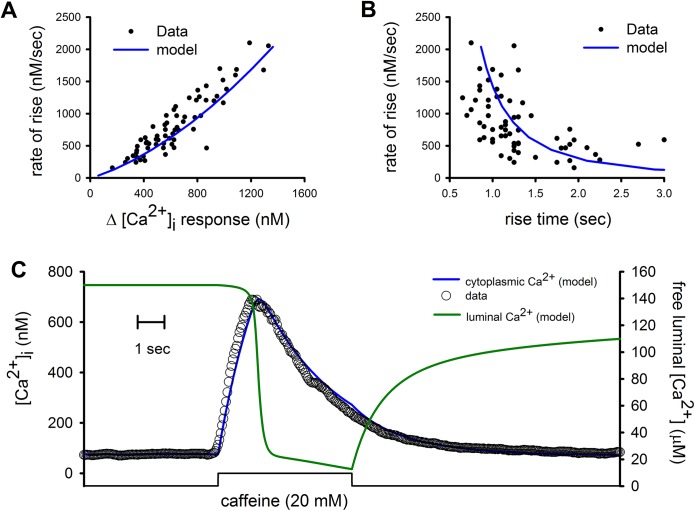 A
B
Data
model
Data
model
rate of rise (nM/sec)
2500
2000
1500
1000
500
0
0
400
800
1200
1600
Δ [Ca2+]i response (nM)
rate of rise (nM/sec)
2500
2000
1500
1000
500
0
0.5
1.0
1.5
2.0
2.5
3.0
rise time (sec)
C
[Ca2+]i (nM)
800
600
400
200
0
1 sec
cytoplasmic Ca2+ (model)
data
luminal Ca2+ (model)
160
140
120
100
80
60
40
20
0
free luminal [Ca2+] (µM)
caffeine (20 mM)